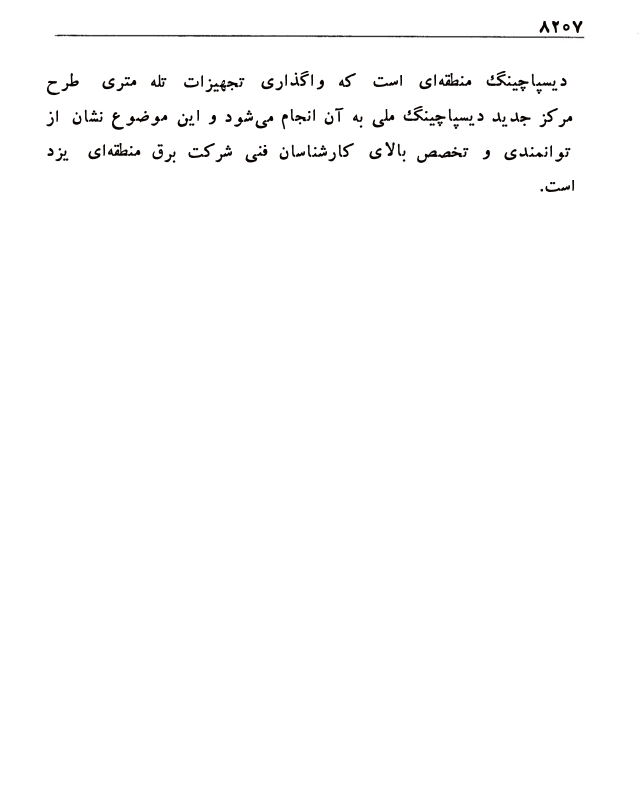 ۸۲۰۷
دیسپاچینگ منطقه‌ای است که واگذاری تجهیزات تله متری طرح
مرکز جدید دیسپاچینگ ملی به آن انجام می‌شود و این موضوع نشان از
توانمندی و تخصص بالای کارشناسان فنی شرکت برق منطقه‌ای یزد
است.